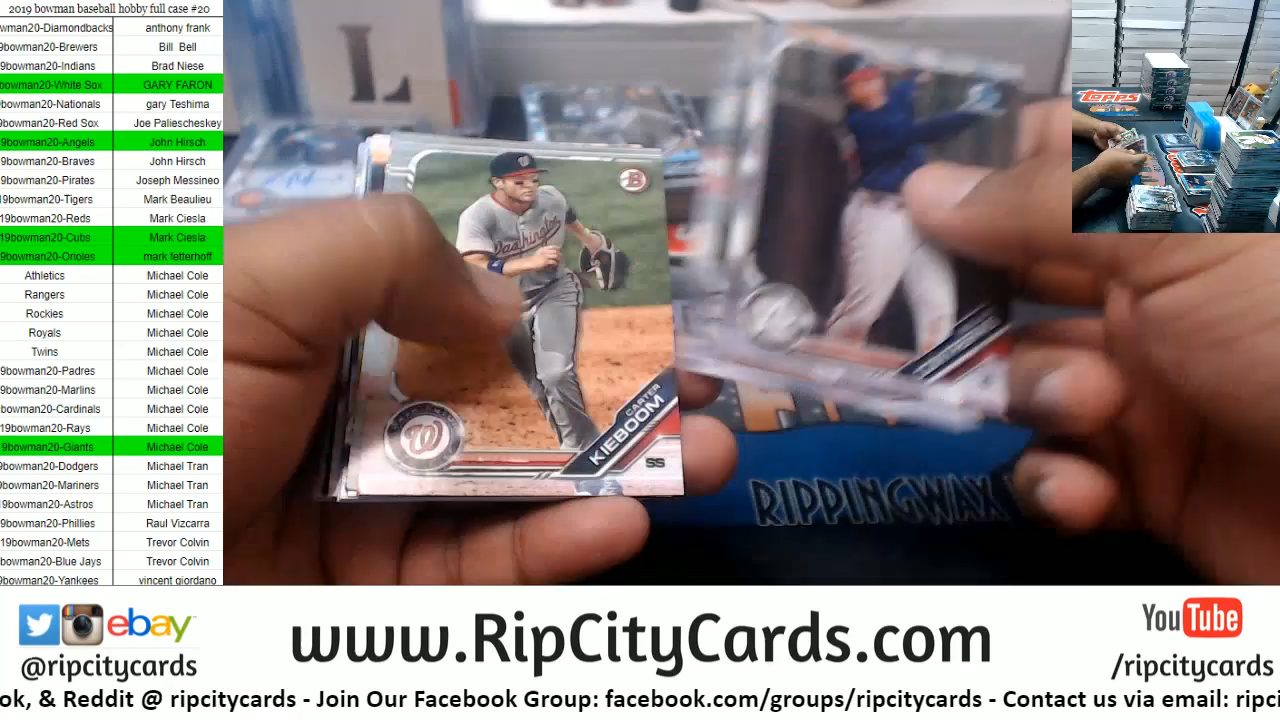 2019 bowman baseball hobby full case #20
wman20-Diamondbacks anthony frank
9bowman20-Brewers Bill Bell
9bowman20-Indians Brad Niese
bowman20-White Sox GARY FARON
9bowman20-Nationals gary Teshima
9bowman20-Red Sox Joe Paliescheskey
9bowman20-Angels John Hirsch
9bowman20-Braves John Hirsch
9bowman20-Pirates Joseph Messineo
19bowman20-Tigers Mark Beaulieu
19bowman20-Reds Mark Ciesla
19bowman20-Cubs Mark Ciesla
9bowman20-Orioles mark fetterhoff
Athletics Michael Cole
Rangers Michael Cole
Rockies Michael Cole
Royals Michael Cole
Twins Michael Cole
9bowman20-Padres Michael Cole
9bowman20-Marlins Michael Cole
bowman20-Cardinals Michael Cole
19bowman20-Rays Michael Cole
9bowman20-Giants Michael Cole
9bowman20-Dodgers Michael Tran
9bowman20-Mariners Michael Tran
19bowman20-Astros Michael Tran
9bowman20-Phillies Raul Vizcarra
19bowman20-Mets Trevor Colvin
bowman20-Blue Jays Trevor Colvin
9bowman20-Yankees vincent giordano
L
B
Washington
W
CARTER
KIEBOOM
SS
RIPPINGWAX
TOPPS
ebay
@ripcitycards
www.RipCityCards.com
YouTube
/ripcitycards
ok, & Reddit @ ripcitycards - Join Our Facebook Group: facebook.com/groups/ripcitycards - Contact us via email: ripci